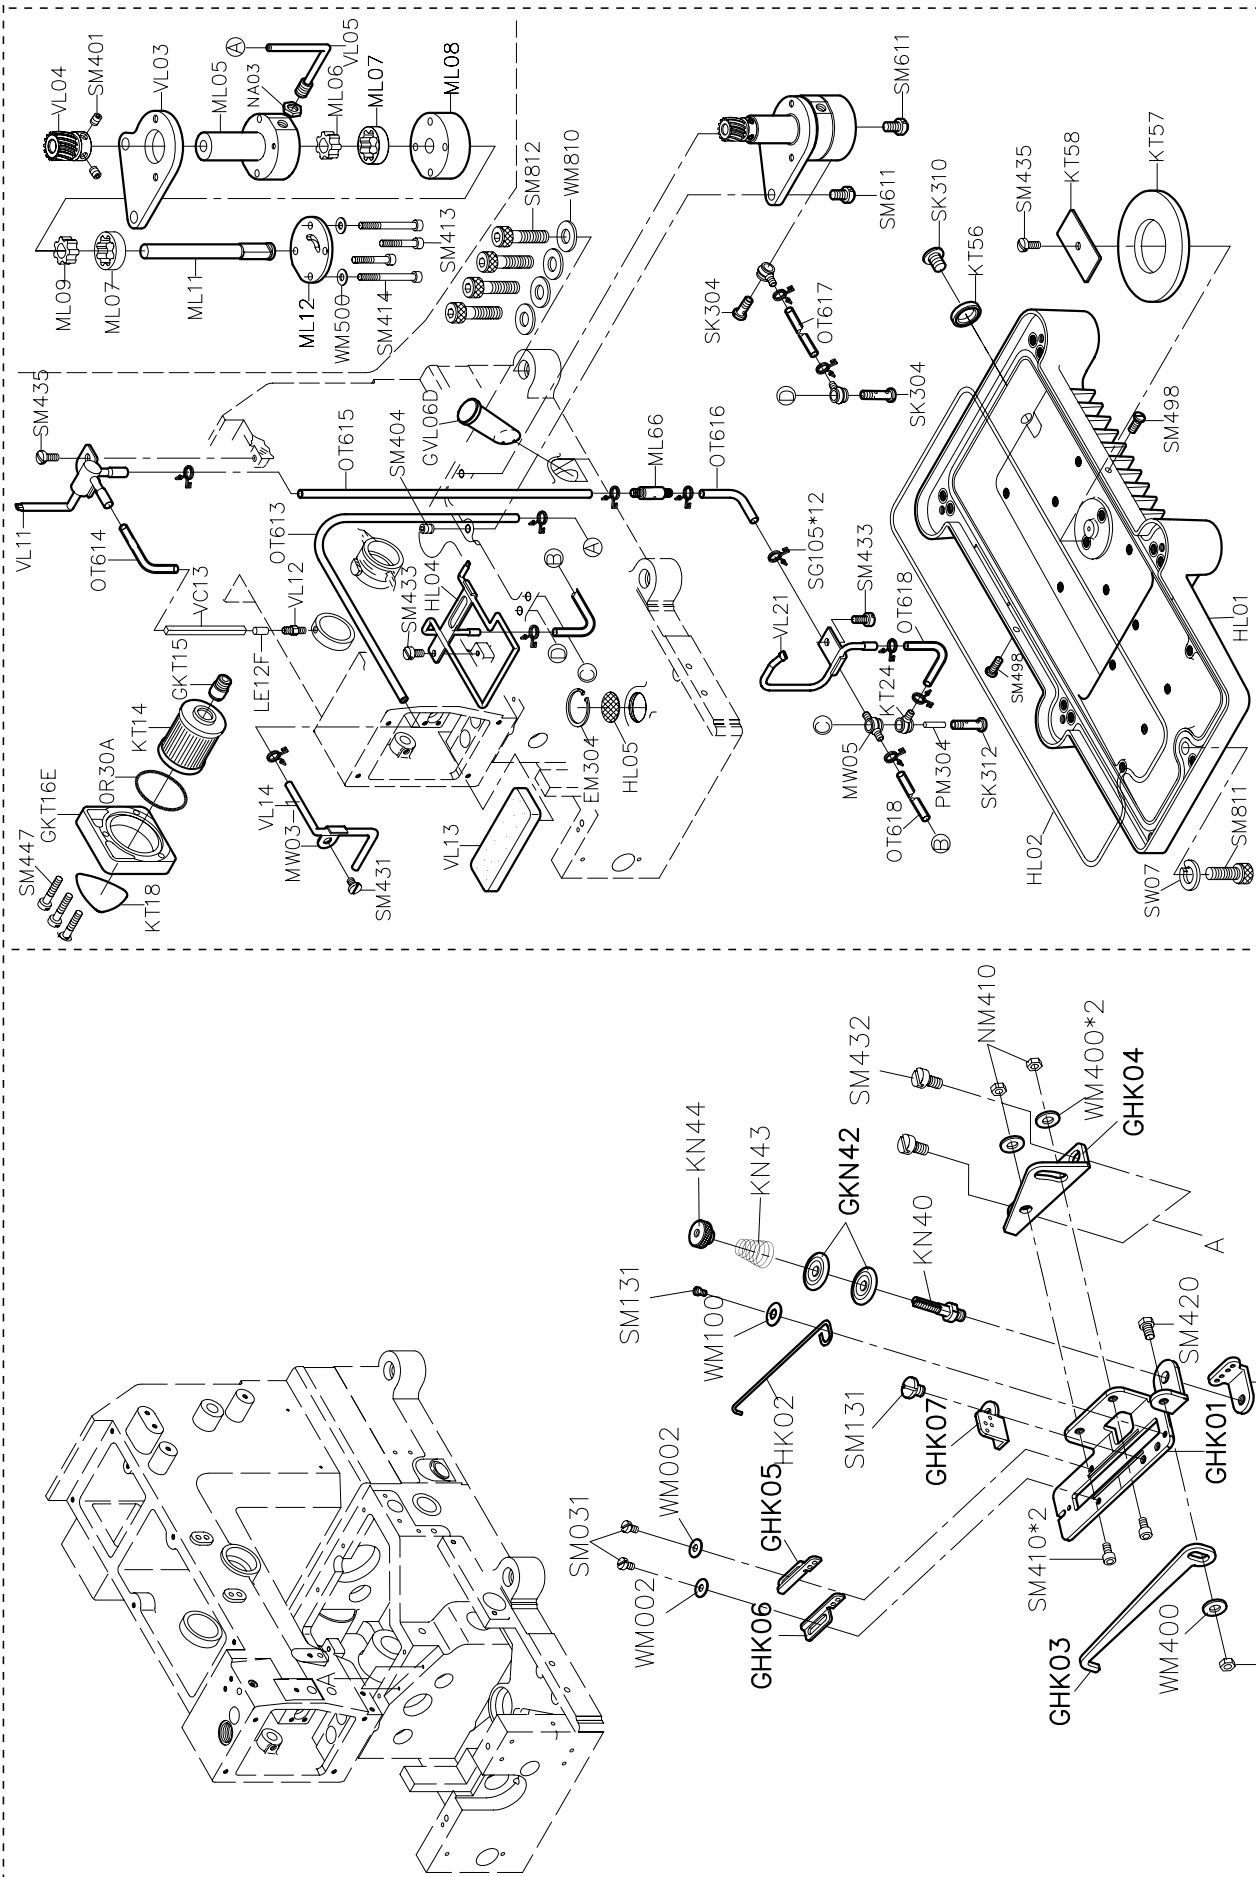 VL04
SM401
VL03
ML05
NA03
A
VL05
ML06
ML07
ML08
ML09
ML07
ML11
ML12
WM500
SM414
SM413
SM812
WM810
SM611
SM611
SM435
VL11
OT614
VC13
VL12
LE12F
GKT15
KT14
OR30A
GKT16E
SM447
KT18
OT615
OT613
SM404
GVL06D
SM433
HL04
A
B
D
C
ML66
OT616
SG105*12
SK304
OT617
D
SK304
SK310
KT56
SM435
KT58
KT57
SM498
SM498
VL14
MW03
SM431
VL13
EM304
HL05
VL21
SM433
OT618
KT24
C
MW05
PM304
SK312
OT618
B
HL02
HL01
SW07
SM811
A
SM031
WM002
WM002
GHK05
GHK06
SM131
WM100
HK02
KN44
KN43
GKN42
KN40
SM432
NM410
WM400*2
GHK04
A
SM131
GHK07
SM420
GHK01
SM410*2
GHK03
WM400